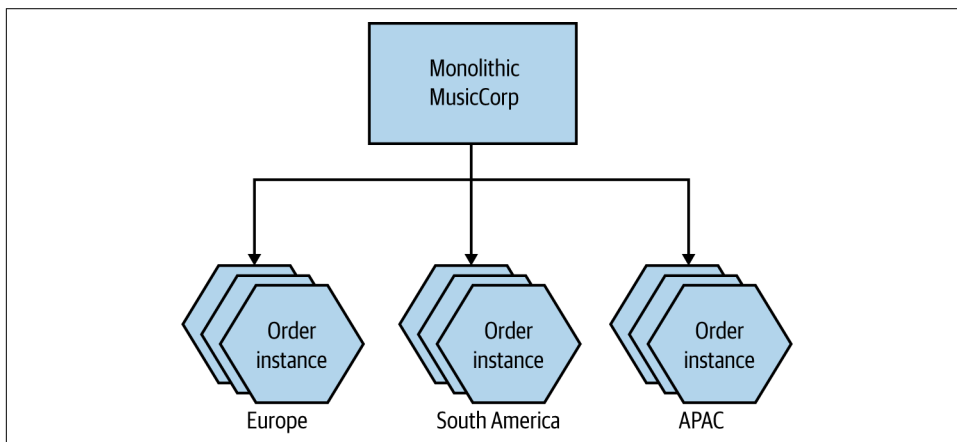 Monolithic
MusicCorp
Order
instance
Order
instance
Order
instance
Europe
South America
APAC